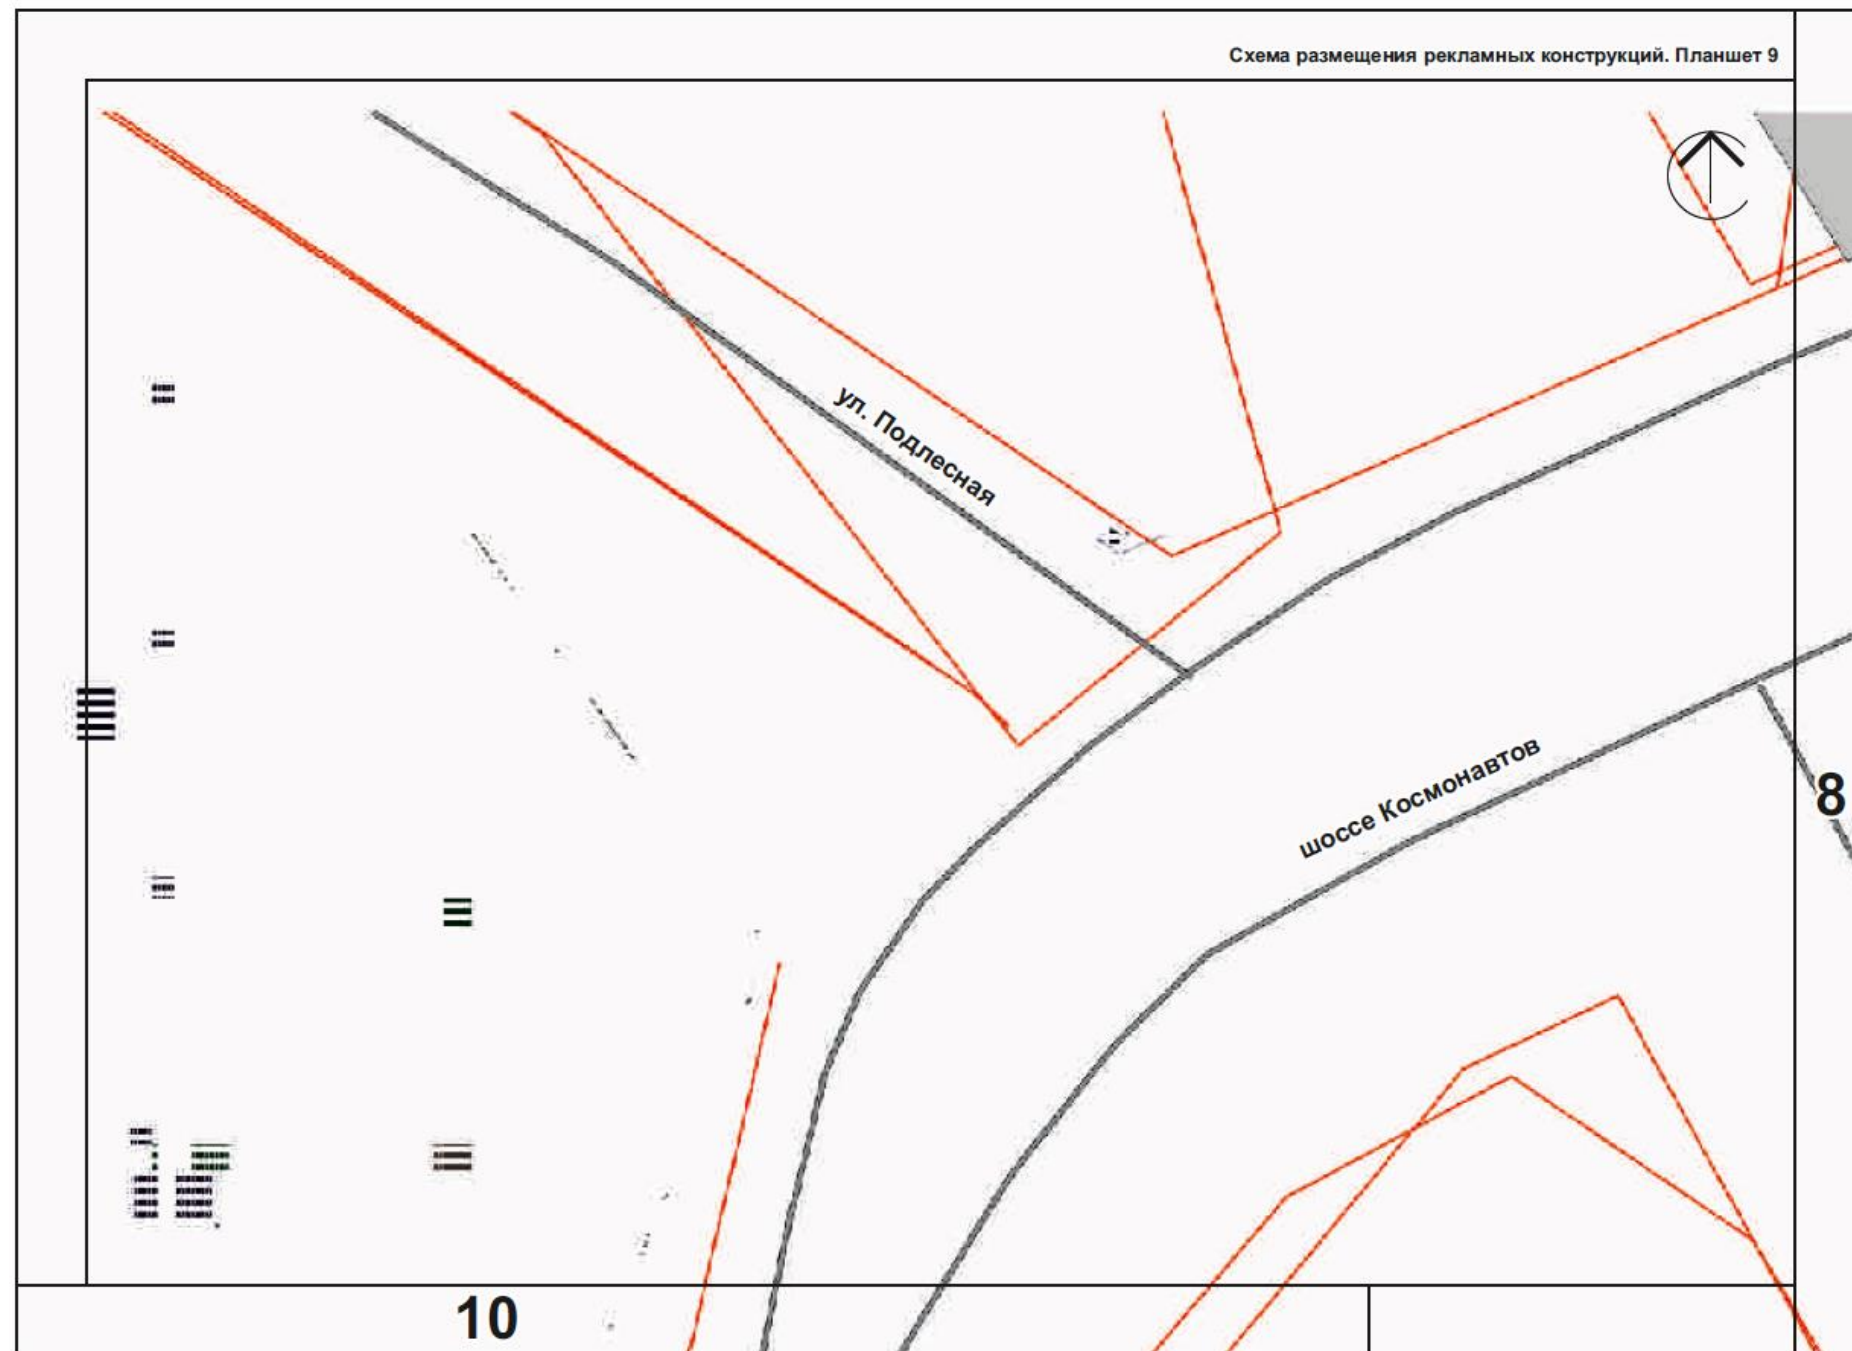 Схема размещения рекламных конструкций. Планшет 9
ул. Подлесная
шоссе Космонавтов
8
10